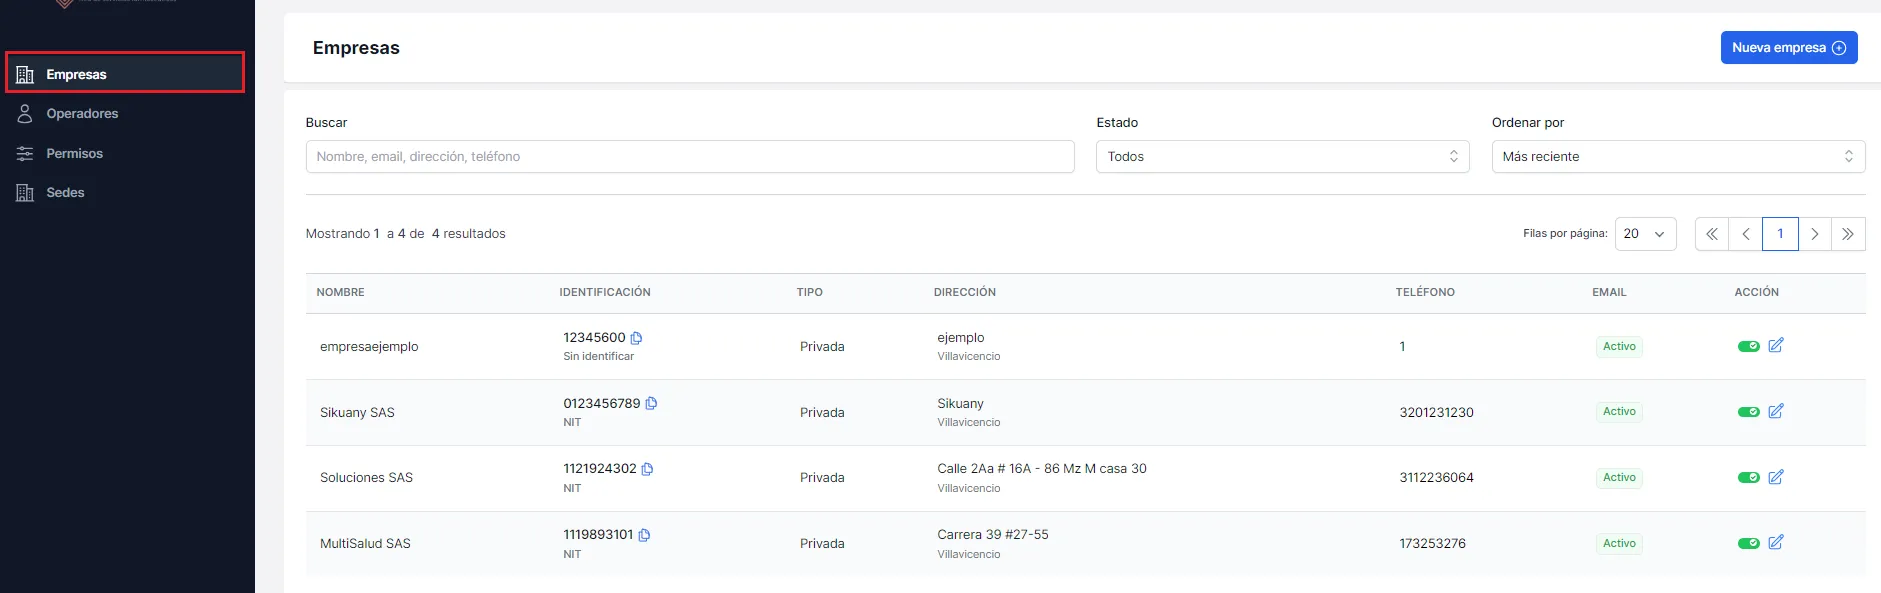 Empresas
Operadores
Permisos
Sedes
Empresas
Nueva empresa
Buscar
Estado
Ordenar por
Nombre, email, dirección, teléfono
Todos
Más reciente
Mostrando 1 a 4 de 4 resultados
Filas por página: 20
1
NOMBRE IDENTIFICACIÓN TIPO DIRECCIÓN TELÉFONO EMAIL ACCIÓN
empresaejemplo 12345600 Privada ejemplo 1 Activo
Sin identificar Villavicencio
Sikuany SAS 0123456789 Privada Sikuany 3201231230 Activo
NIT Villavicencio
Soluciones SAS 1121924302 Privada Calle 2Aa # 16A - 86 Mz M casa 30 3112236064 Activo
NIT Villavicencio
MultiSalud SAS 1119893101 Privada Carrera 39 #27-55 173253276 Activo
NIT Villavicencio